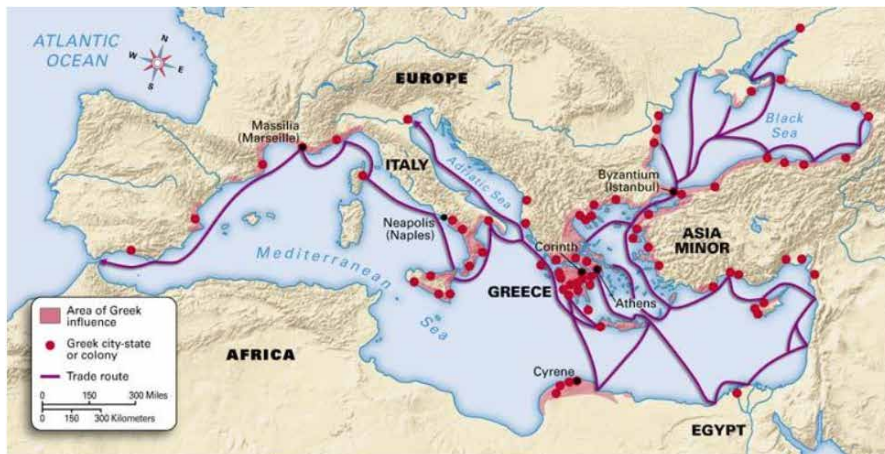 ATLANTIC
OCEAN
N
W
E
S
EUROPE
Massilia
(Marseille)
ITALY
Adriatic Sea
Black
Sea
Byzantium
(Istanbul)
Neapolis
(Naples)
ASIA
MINOR
Corinth
Mediterranean
Sea
GREECE
Athens
AFRICA
Cyrene
EGYPT
Area of Greek
influence
Greek city-state
or colony
Trade route
0 150 300 Miles
0 150 300 Kilometers